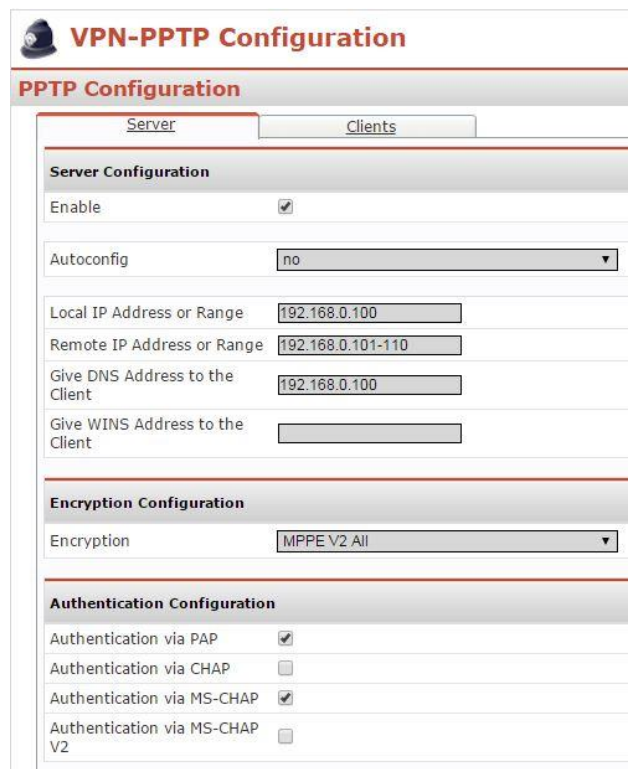 VPN-PPTP Configuration
PPTP Configuration
Server
Clients
Server Configuration
Enable
Autoconfig
no
Local IP Address or Range
192.168.0.100
Remote IP Address or Range
192.168.0.101-110
Give DNS Address to the
Client
192.168.0.100
Give WINS Address to the
Client
Encryption Configuration
Encryption
MPPE V2 All
Authentication Configuration
Authentication via PAP
Authentication via CHAP
Authentication via MS-CHAP
Authentication via MS-CHAP
V2